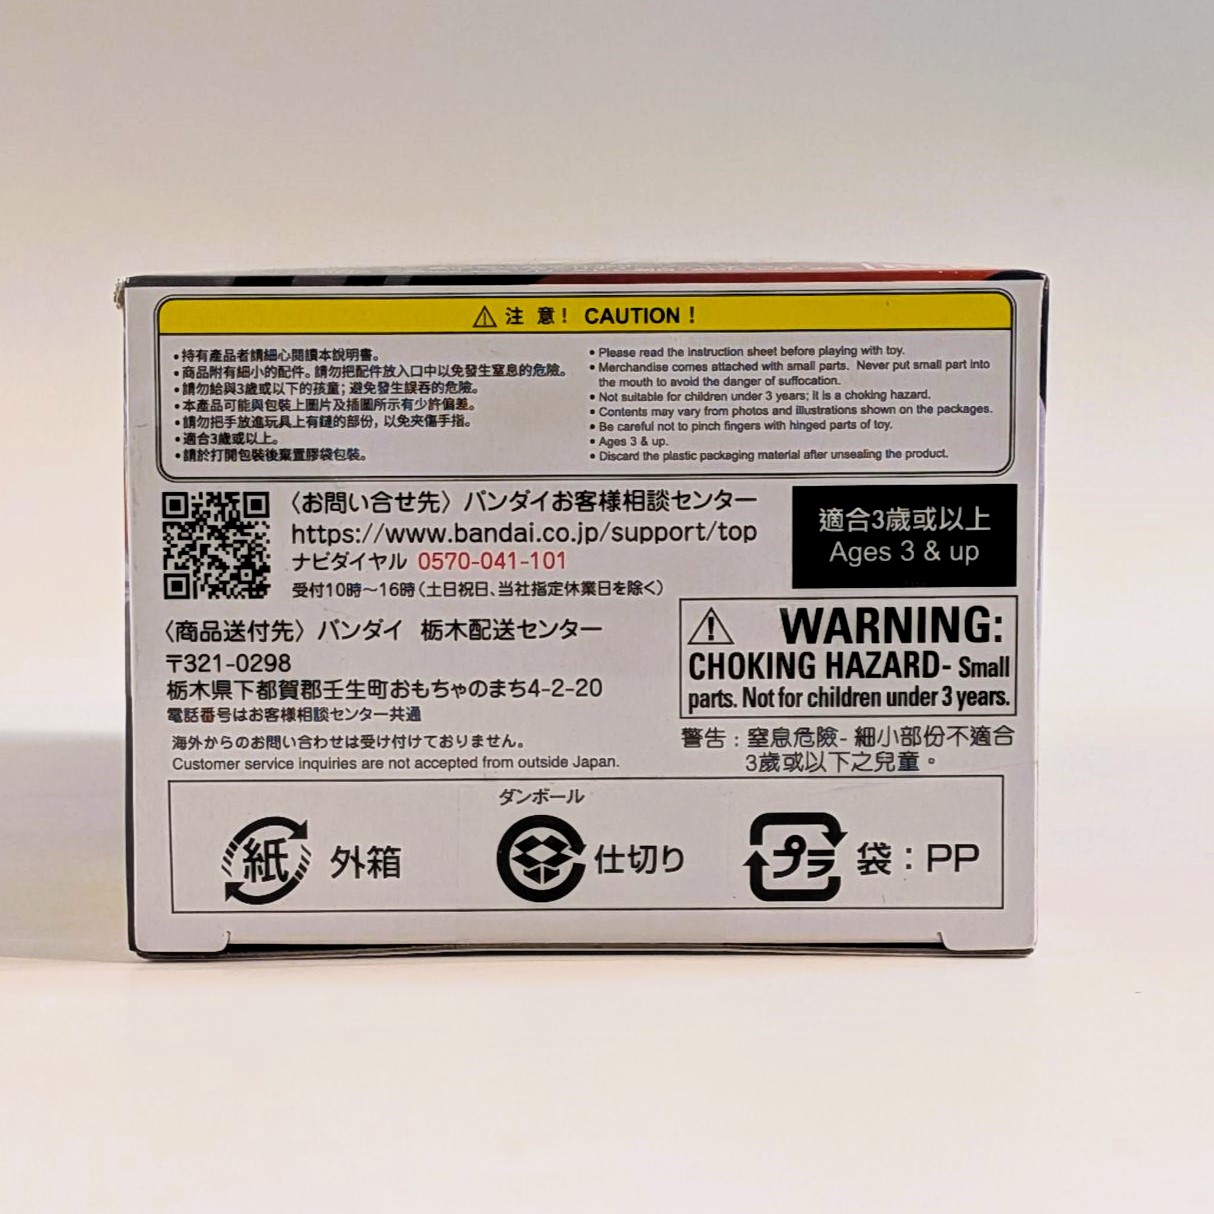 注 意! CAUTION!
•持有產品者請細心閱讀本說明書。
•商品附有細小的配件。請勿把配件放入口中以免發生窒息的危險。
•請勿給與3歲或以下的孩童;避免發生誤吞的危險。
•本產品可能與包裝上圖片及插圖所示有少許偏差。
•請勿把手放進玩具上有鏈的部份,以免夾傷手指。
•適合3歲或以上。
•請於打開包裝後棄置膠袋包裝。
• Please read the instruction sheet before playing with toy.
• Merchandise comes attached with small parts. Never put small part into
the mouth to avoid the danger of suffocation.
• Not suitable for children under 3 years; it is a choking hazard.
• Contents may vary from photos and illustrations shown on the packages.
• Be careful not to pinch fingers with hinged parts of toy.
• Ages 3 & up.
• Discard the plastic packaging material after unsealing the product.
〈お問い合せ先〉バンダイお客様相談センター
https://www.bandai.co.jp/support/top
ナビダイヤル 0570-041-101
受付10時〜16時(土日祝日、当社指定休業日を除く)
適合3歲或以上
Ages 3 & up
〈商品送付先〉バンダイ 栃木配送センター
〒321-0298
栃木県下都賀郡壬生町おもちゃのまち4-2-20
電話番号はお客様相談センター共通
海外からのお問い合わせは受け付けておりません。
Customer service inquiries are not accepted from outside Japan.
WARNING:
CHOKING HAZARD- Small
parts. Not for children under 3 years.
警告:窒息危險-細小部份不適合
3歲或以下之兒童。
紙 外箱
ダンボール
仕切り
プラ 袋:PP